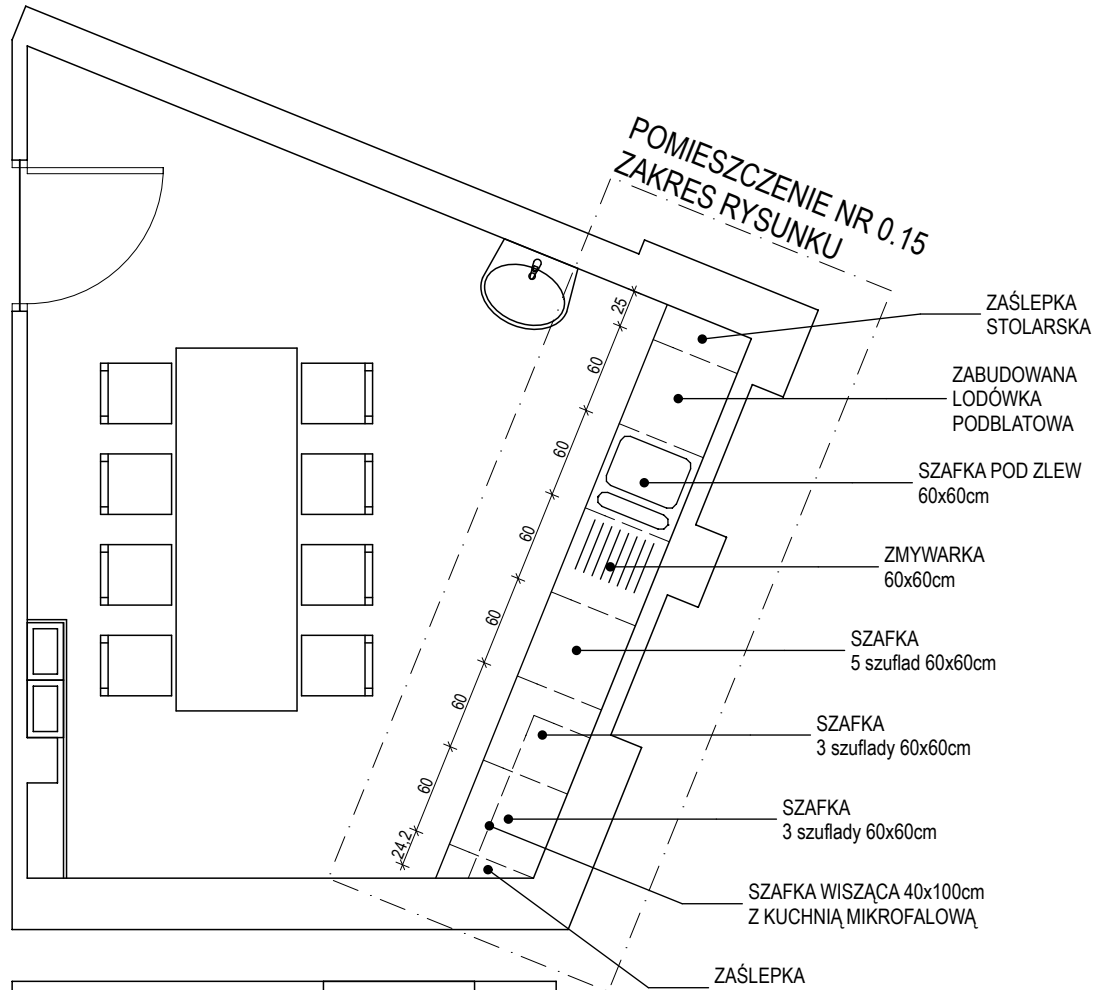 POMIESZCZENIE NR 0.15
ZAKRES RYSUNKU
ZAŚLEPKA
STOLARSKA
ZABUDOWANA
LODÓWKA
PODBLATOWA
SZAFKA POD ZLEW
60x60cm
ZMYWARKA
60x60cm
SZAFKA
5 szuflad 60x60cm
SZAFKA
3 szuflady 60x60cm
SZAFKA
3 szuflady 60x60cm
SZAFKA WISZĄCA 40x100cm
Z KUCHNIĄ MIKROFALOWĄ
ZAŚLEPKA
25
60
60
60
60
60
60
24,2